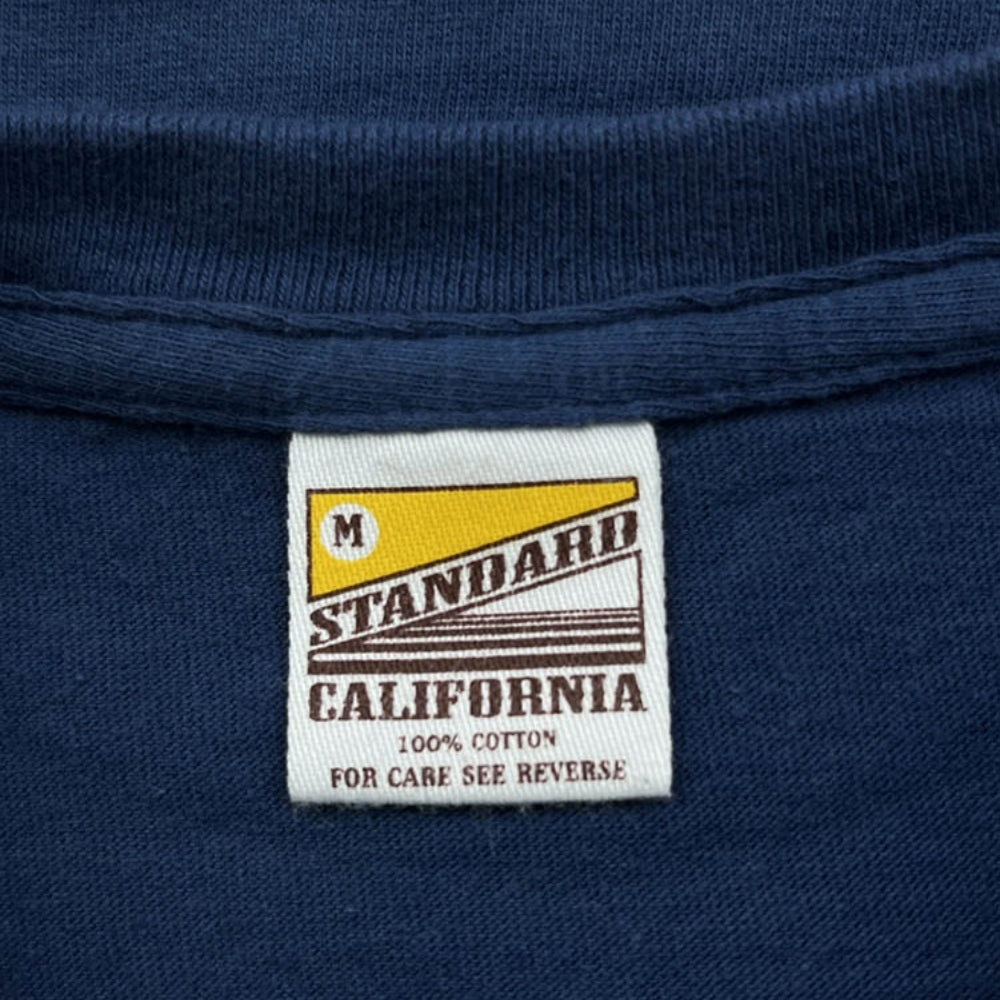 M
STANDARD
CALIFORNIA
100% COTTON
FOR CARE SEE REVERSE